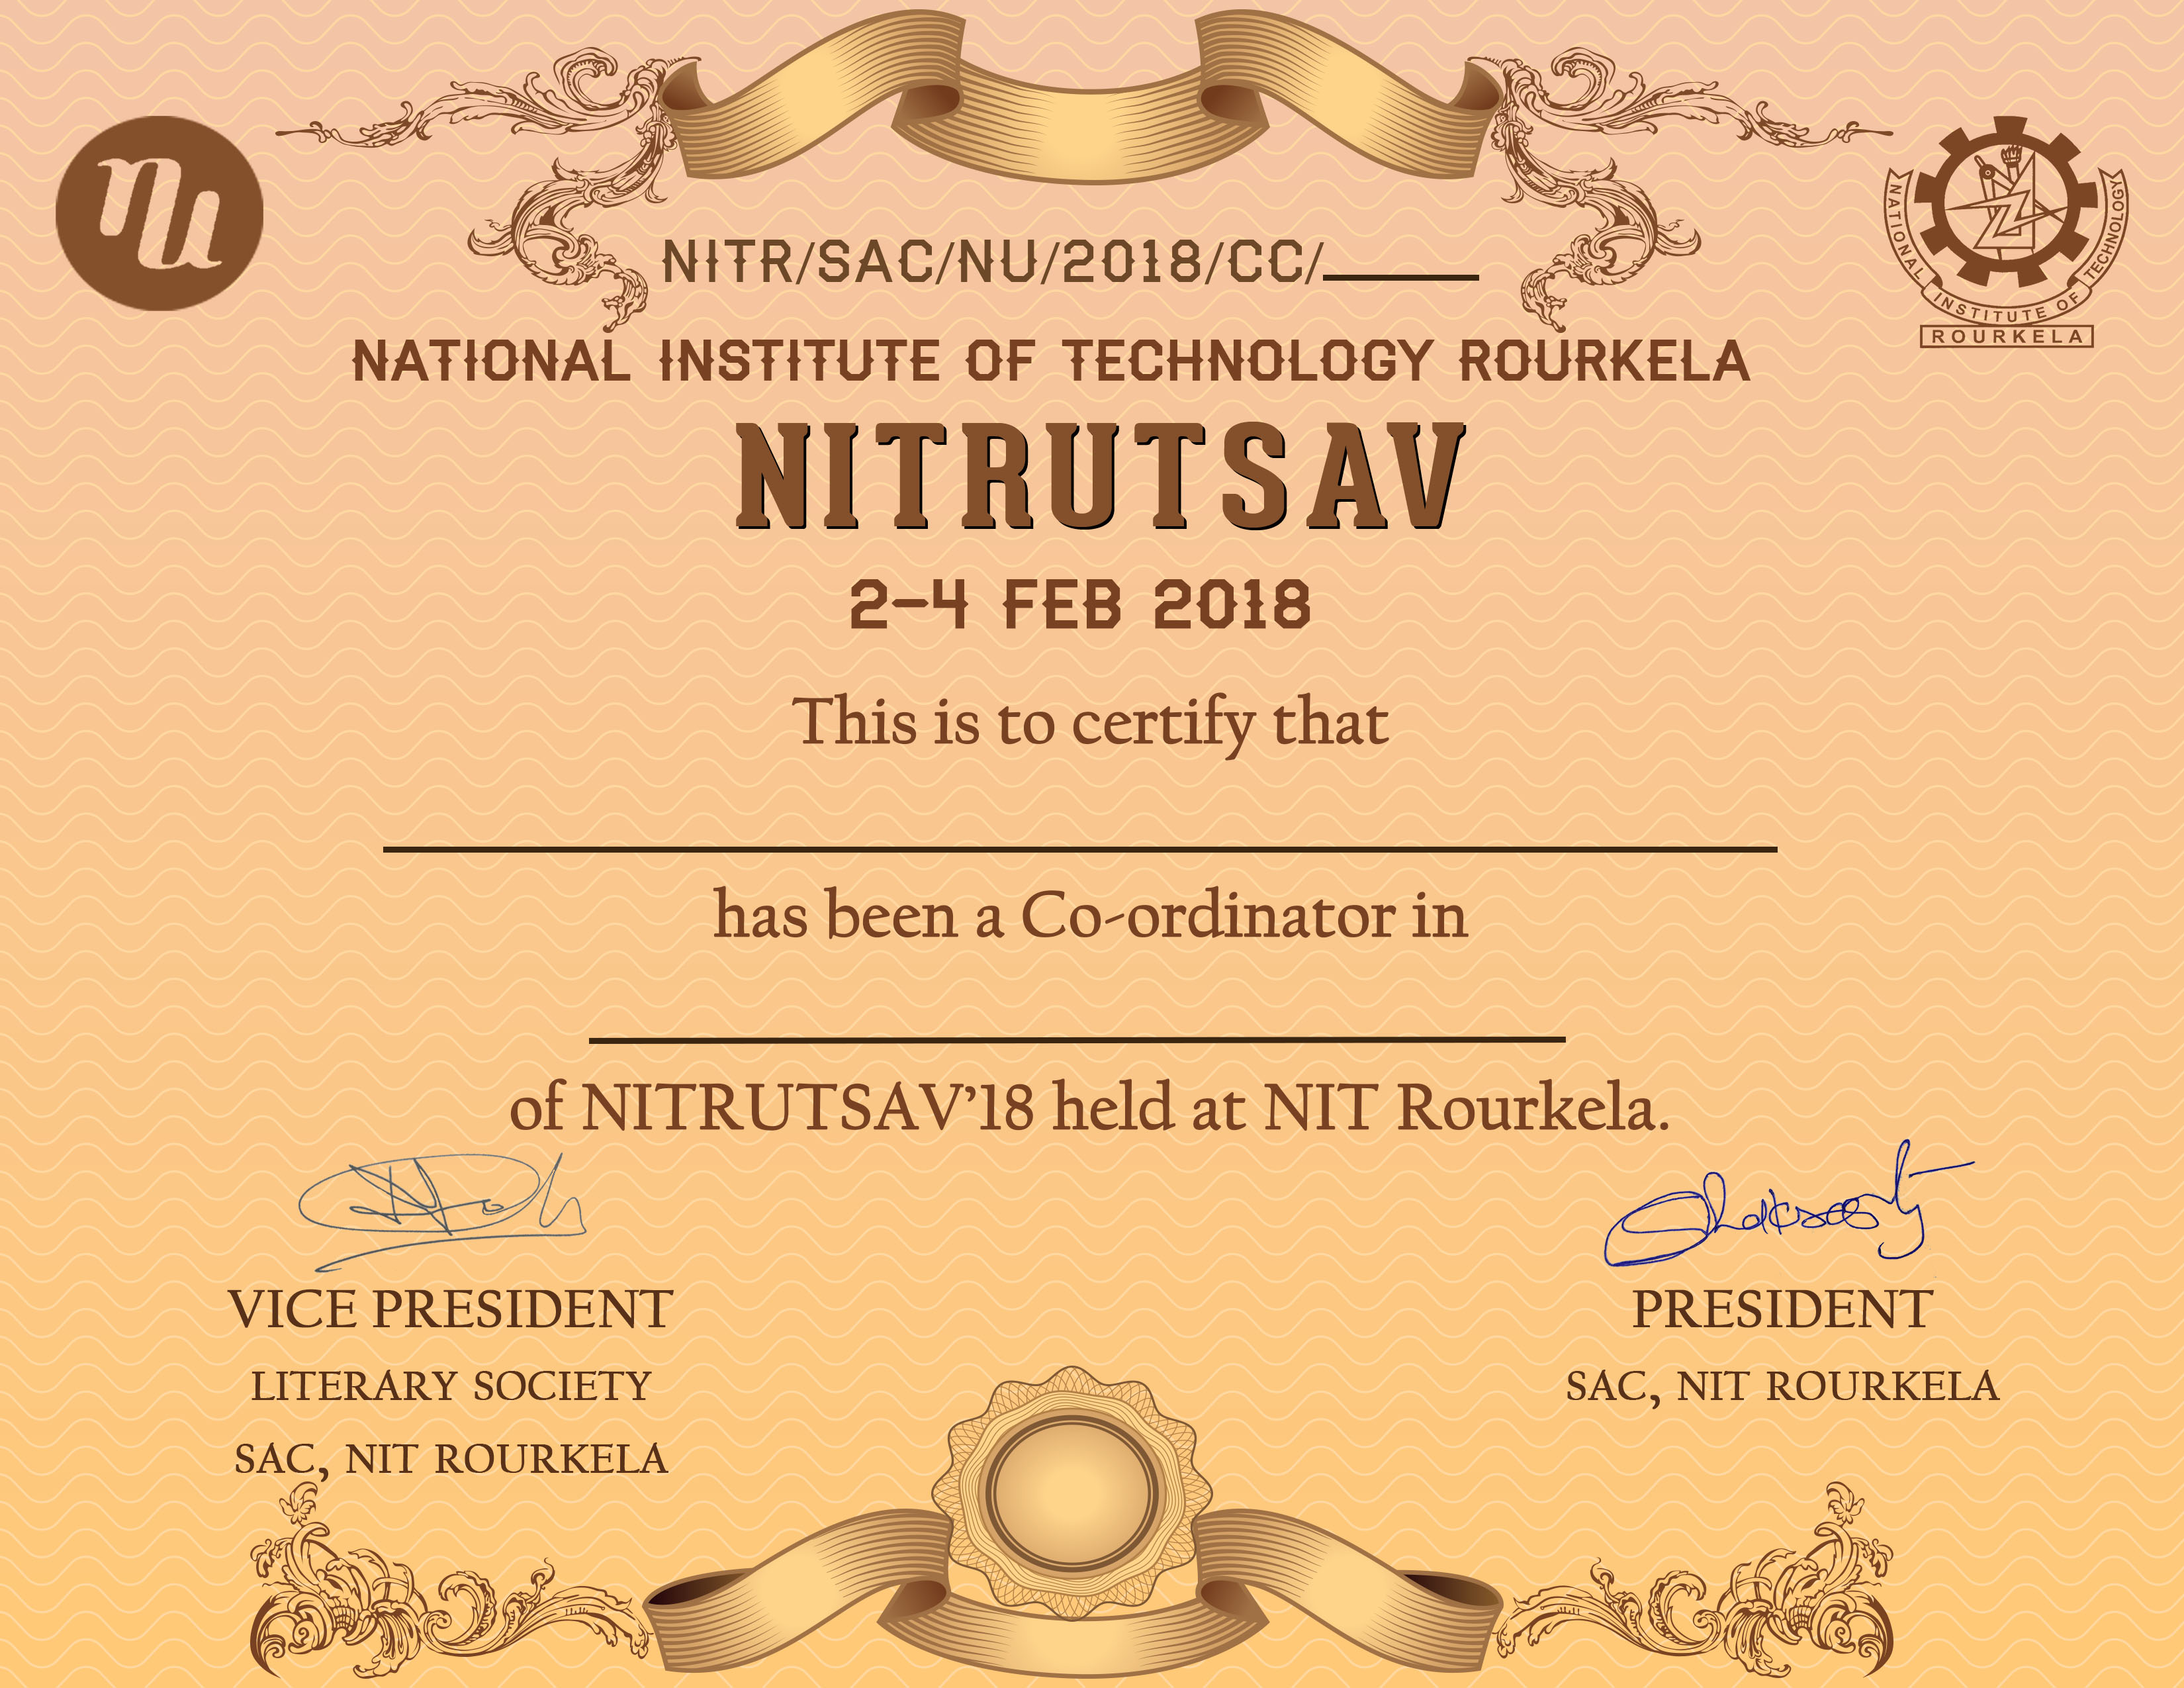 NITR/SAC/NU/2018/CC/
NATIONAL INSTITUTE OF TECHNOLOGY
ROURKELA
NATIONAL INSTITUTE OF TECHNOLOGY ROURKELA
NITRUTSAV
2-4 FEB 2018
This is to certify that
has been a Co-ordinator in
of NITRUTSAV'18 held at NIT Rourkela.
VICE PRESIDENT
LITERARY SOCIETY
SAC, NIT ROURKELA
PRESIDENT
SAC, NIT ROURKELA